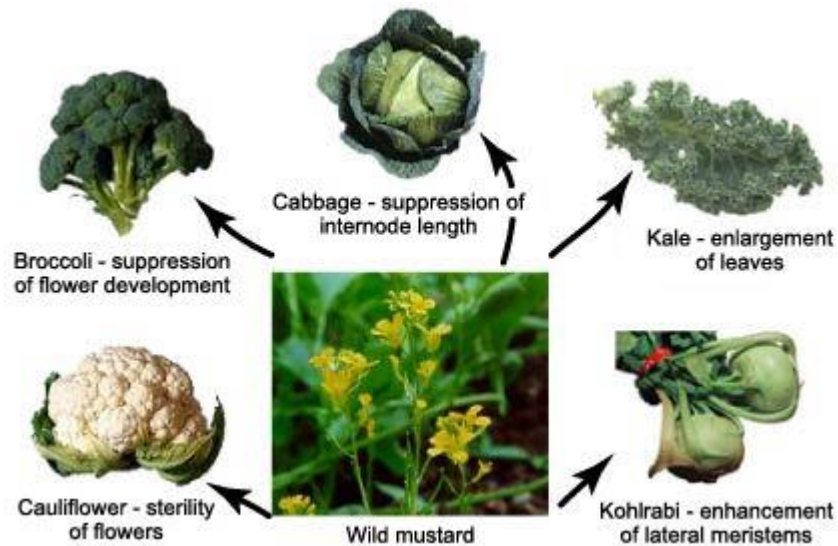 Cabbage - suppression of
internode length
Broccoli - suppression
of flower development
Kale - enlargement
of leaves
Cauliflower - sterility
of flowers
Wild mustard
Kohlrabi - enhancement
of lateral meristems